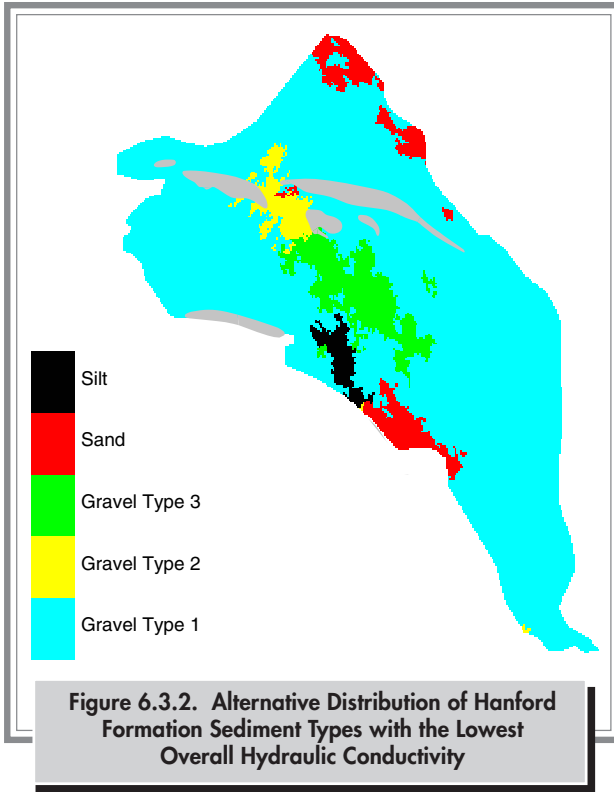 Silt
Sand
Gravel Type 3
Gravel Type 2
Gravel Type 1
Figure 6.3.2. Alternative Distribution of Hanford
Formation Sediment Types with the Lowest
Overall Hydraulic Conductivity